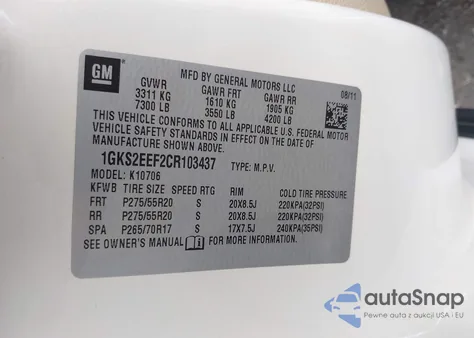 GM
MFD BY GENERAL MOTORS LLC
08/11
GVWR GAWR FRT GAWR RR
3311 KG 1610 KG 1905 KG
7300 LB 3550 LB 4200 LB
THIS VEHICLE CONFORMS TO ALL APPLICABLE U.S. FEDERAL MOTOR
VEHICLE SAFETY STANDARDS IN EFFECT ON THE DATE OF
MANUFACTURE SHOWN ABOVE.
1GKS2EEF2CR103437 TYPE: M.P.V.
MODEL: K10706
KFWB TIRE SIZE SPEED RTG RIM COLD TIRE PRESSURE
FRT P275/55R20 S 20X8.5J 220KPA(32PSI)
RR P275/55R20 S 20X8.5J 220KPA(32PSI)
SPA P265/70R17 S 17X7.5J 240KPA(35PSI)
SEE OWNER'S MANUAL FOR MORE INFORMATION.
autoSnap
Pewne auta z aukcji USA i EU